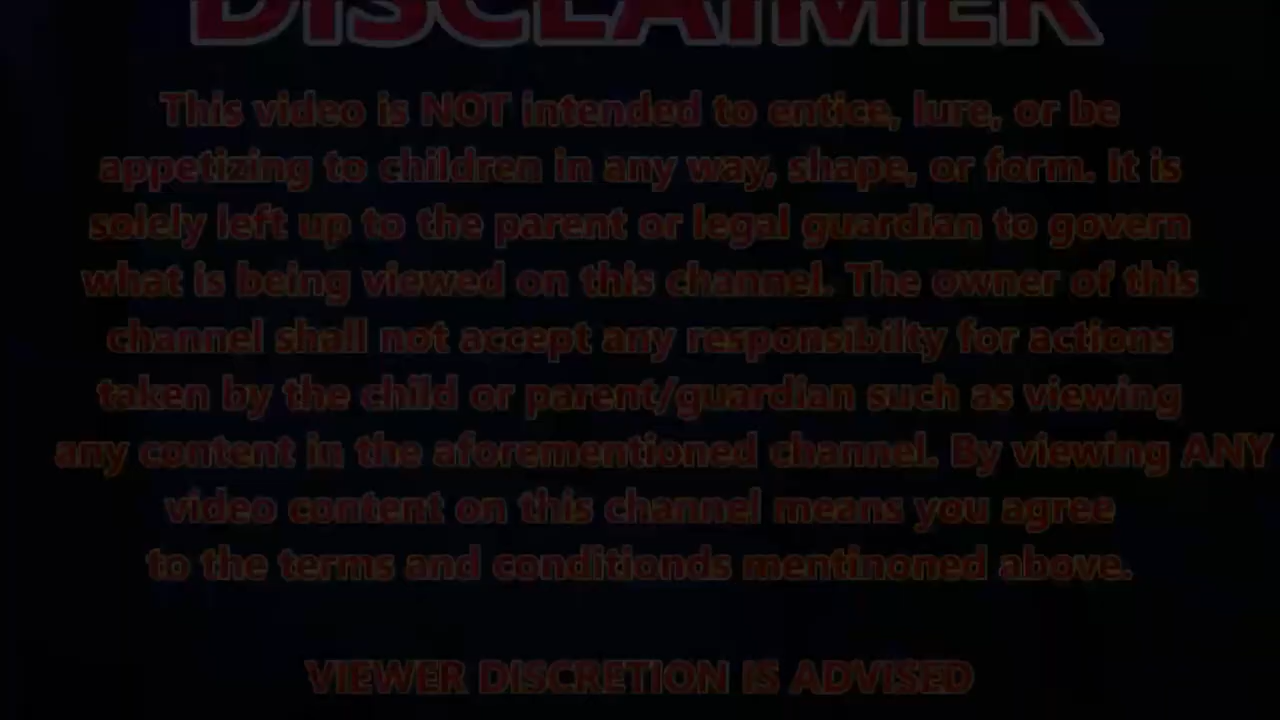 DISCLAIMER
This video is NOT intended to entice, lure, or be
appetizing to children in any way, shape, or form. It is
solely left up to the parent or legal guardian to govern
what is being viewed on this channel. The owner of this
channel shall not accept any responsibilty for actions
taken by the child or parent/guardian such as viewing
any content in the aforementioned channel. By viewing ANY
video content on this channel means you agree
to the terms and conditionds mentinoned above.
VIEWER DISCRETION IS ADVISED